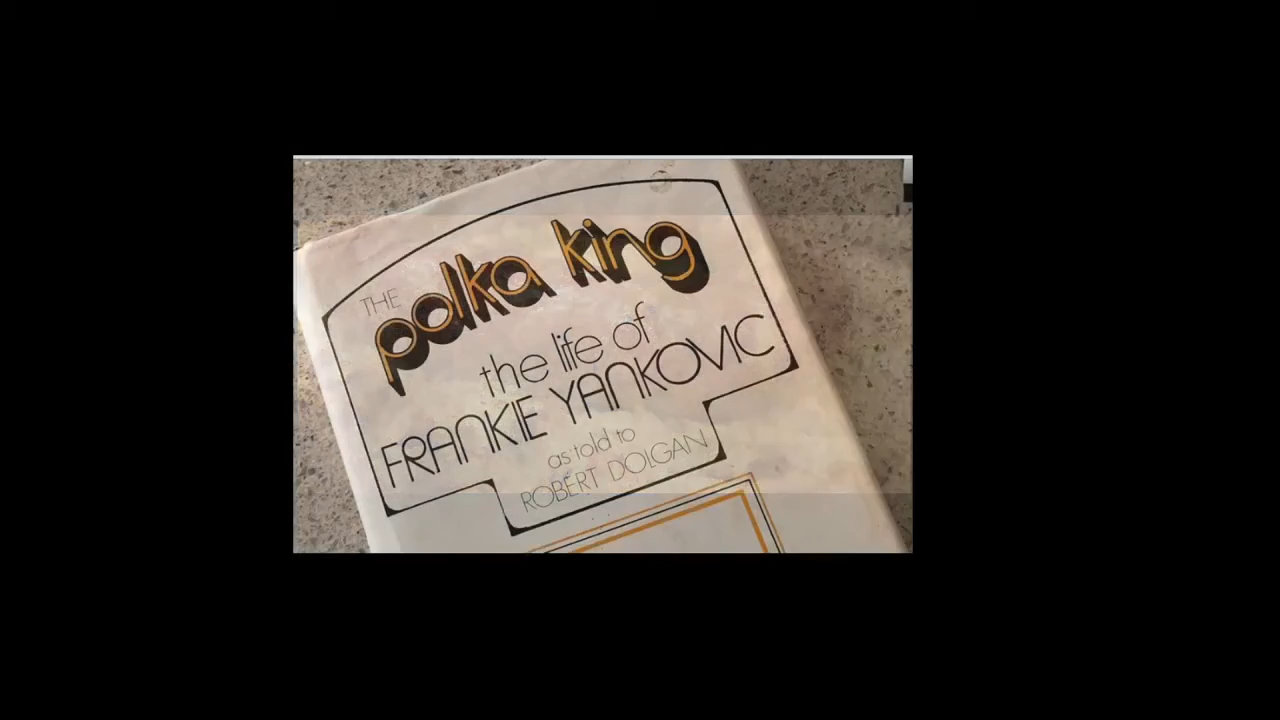 THE polka king
the life of
FRANKIE YANKOVIC
as told to
ROBERT DOLGAN